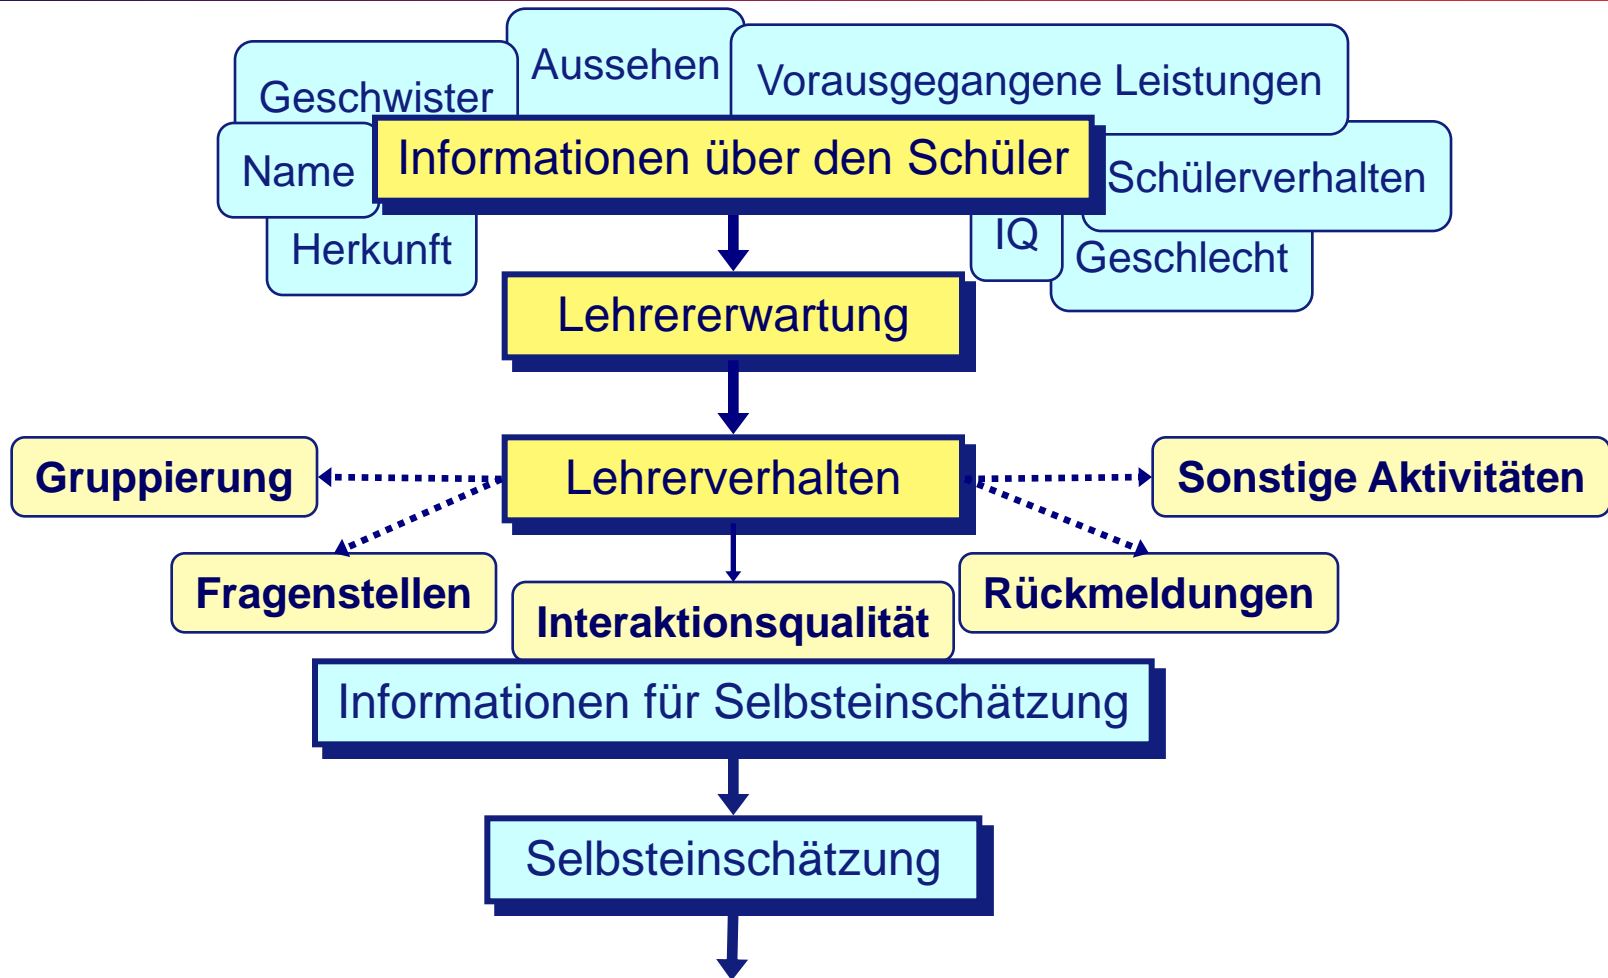 Aussehen
Vorausgegangene Leistungen
Geschwister
Informationen über den Schüler
Name
Schülerverhalten
Herkunft
IQ
Geschlecht
Lehrererwartung
Gruppierung
Lehrerverhalten
Sonstige Aktivitäten
Fragenstellen
Interaktionsqualität
Rückmeldungen
Informationen für Selbsteinschätzung
Selbsteinschätzung